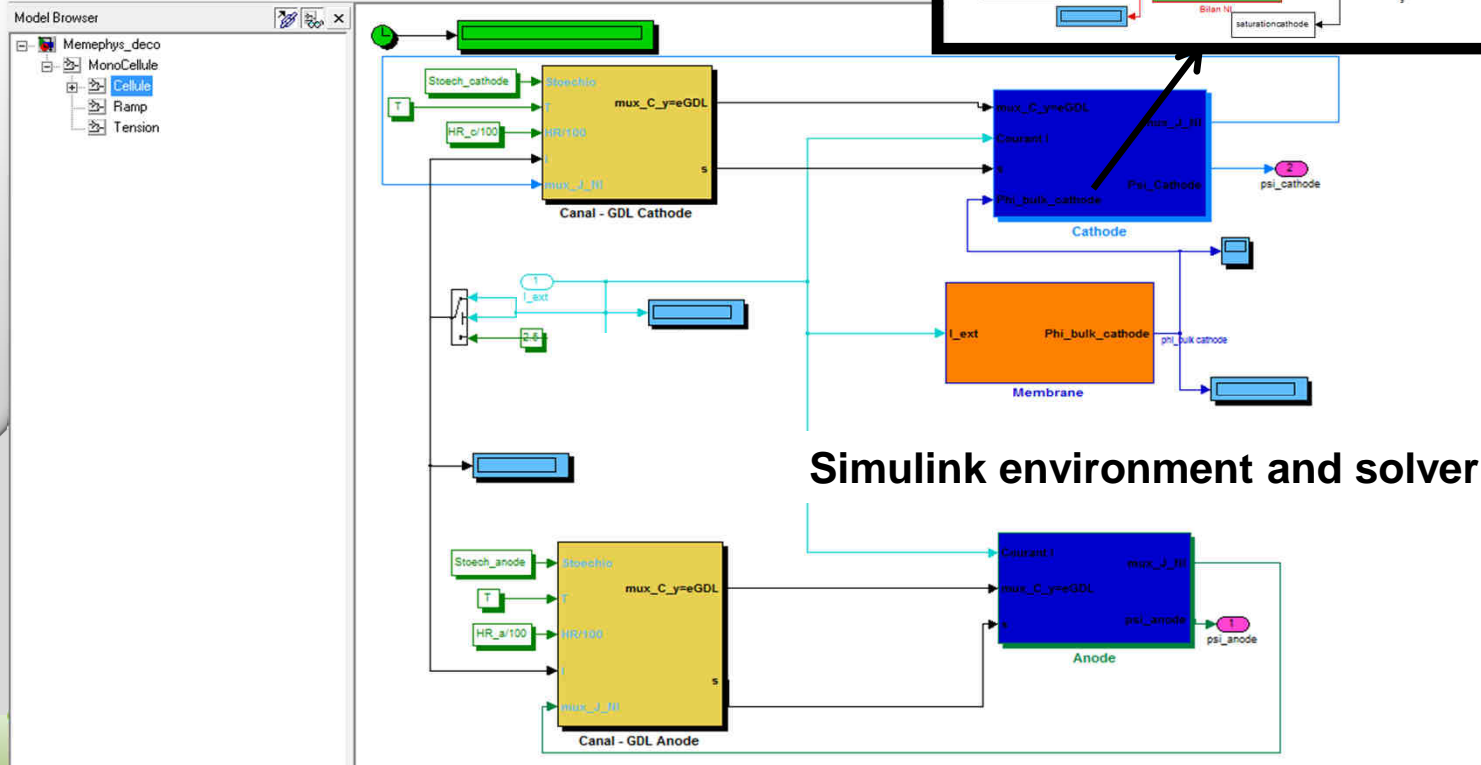 Model Browser
Memephys_deco
MonoCellule
Cellule
Ramp
Tension
Bilan NI
saturationcathode
Stoech_cathode
T
HR_c/100
Stoechio
T
HR/100
I
mux_J_NI
mux_C_y=eGDL
s
Canal - GDL Cathode
mux_C_y=eGDL
Courant I
s
Phi_bulk_cathode
mux_J_NI
Psi_Cathode
Cathode
2
psi_cathode
1
I_ext
2.5
I_ext
Phi_bulk_cathode
Membrane
phi_bulk cathode
Simulink environment and solver
Stoech_anode
T
HR_a/100
Stoechio
T
HR/100
I
mux_J_NI
mux_C_y=eGDL
s
Canal - GDL Anode
Courant I
mux_C_y=eGDL
s
mux_J_NI
psi_anode
Anode
1
psi_anode